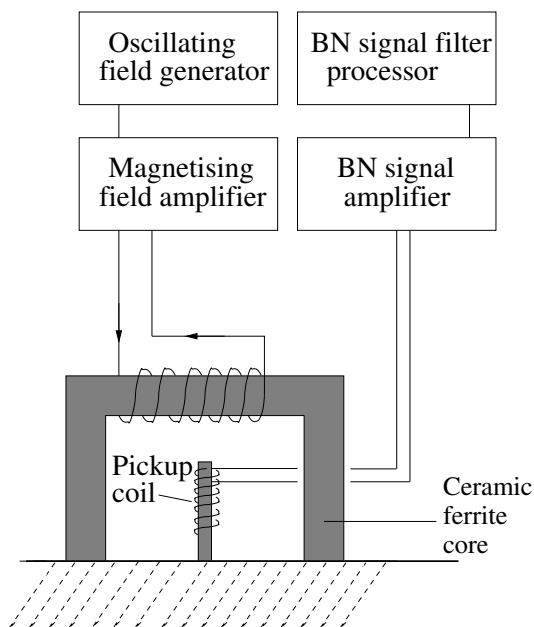 Oscillating
field generator
BN signal filter
processor
Magnetising
field amplifier
BN signal
amplifier
Pickup
coil
Ceramic
ferrite
core